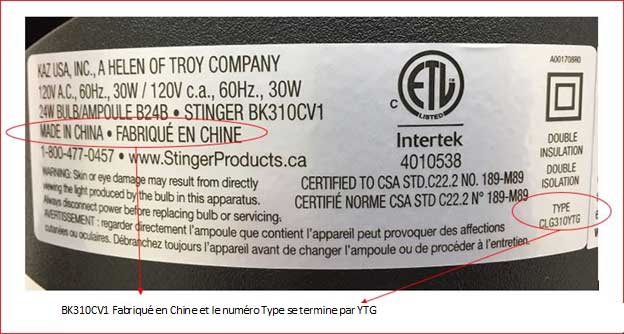 KAZ USA, INC., A HELEN OF TROY COMPANY
120V A.C., 60Hz., 30W / 120V c.a., 60Hz., 30W
24W BULB/AMPOULE B24B • STINGER BK310CV1
MADE IN CHINA • FABRIQUÉ EN CHINE
1-800-477-0457 • www.StingerProducts.ca
WARNING: Skin or eye damage may result from directly
viewing the light produced by the bulb in this apparatus.
Always disconnect power before replacing bulb or servicing.
AVERTISSEMENT : regarder directement l'ampoule que contient l'appareil peut provoquer des affections
cutanées ou oculaires. Débranchez toujours l'appareil avant de changer l'ampoule ou de procéder à l'entretien.
C
ETL
LISTED
Intertek
4010538
CERTIFIED TO CSA STD.C22.2 NO. 189-M89
CERTIFIÉ NORME CSA STD C22.2 N° 189-M89
A001708R0
DOUBLE
INSULATION
DOUBLE
ISOLATION
TYPE
CLG310YTG
BK310CV1 Fabriqué en Chine et le numéro Type se termine par YTG